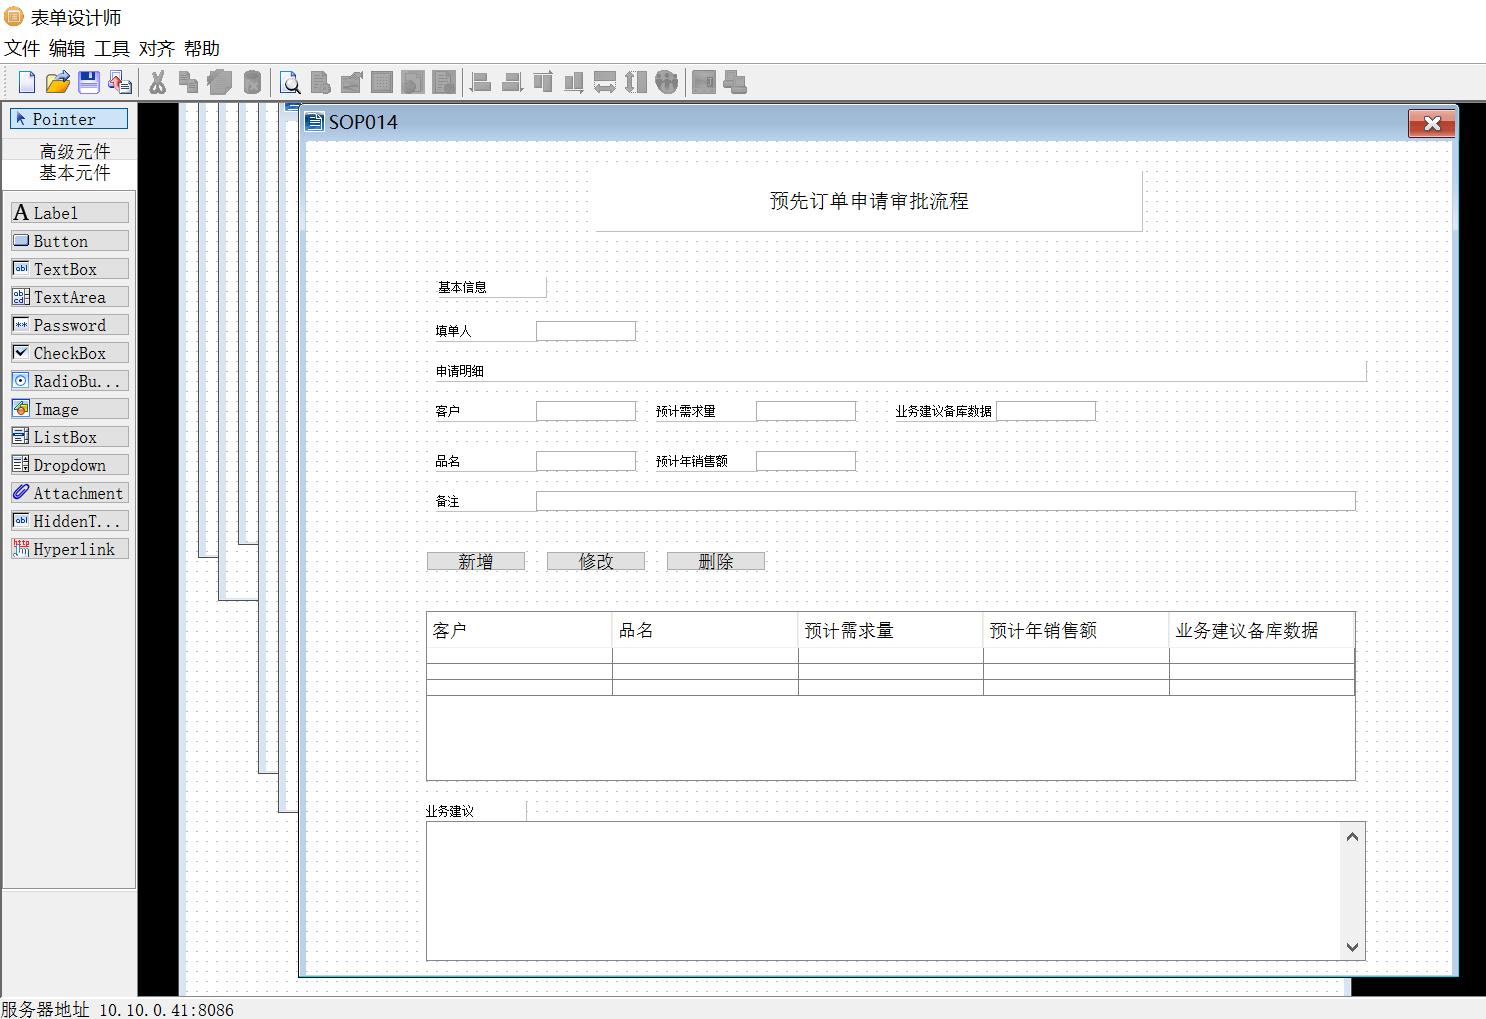 表单设计师
文件 编辑 工具 对齐 帮助
Pointer
高级元件
基本元件
A Label
Button
TextBox
TextArea
Password
CheckBox
RadioBu...
Image
ListBox
Dropdown
Attachment
HiddenT...
Hyperlink
SOP014
预先订单申请审批流程
基本信息
填单人
申请明细
客户 预计需求量 业务建议备库数据
品名 预计年销售额
备注
新增 修改 删除
客户 品名 预计需求量 预计年销售额 业务建议备库数据
业务建议
服务器地址 10.10.0.41:8086